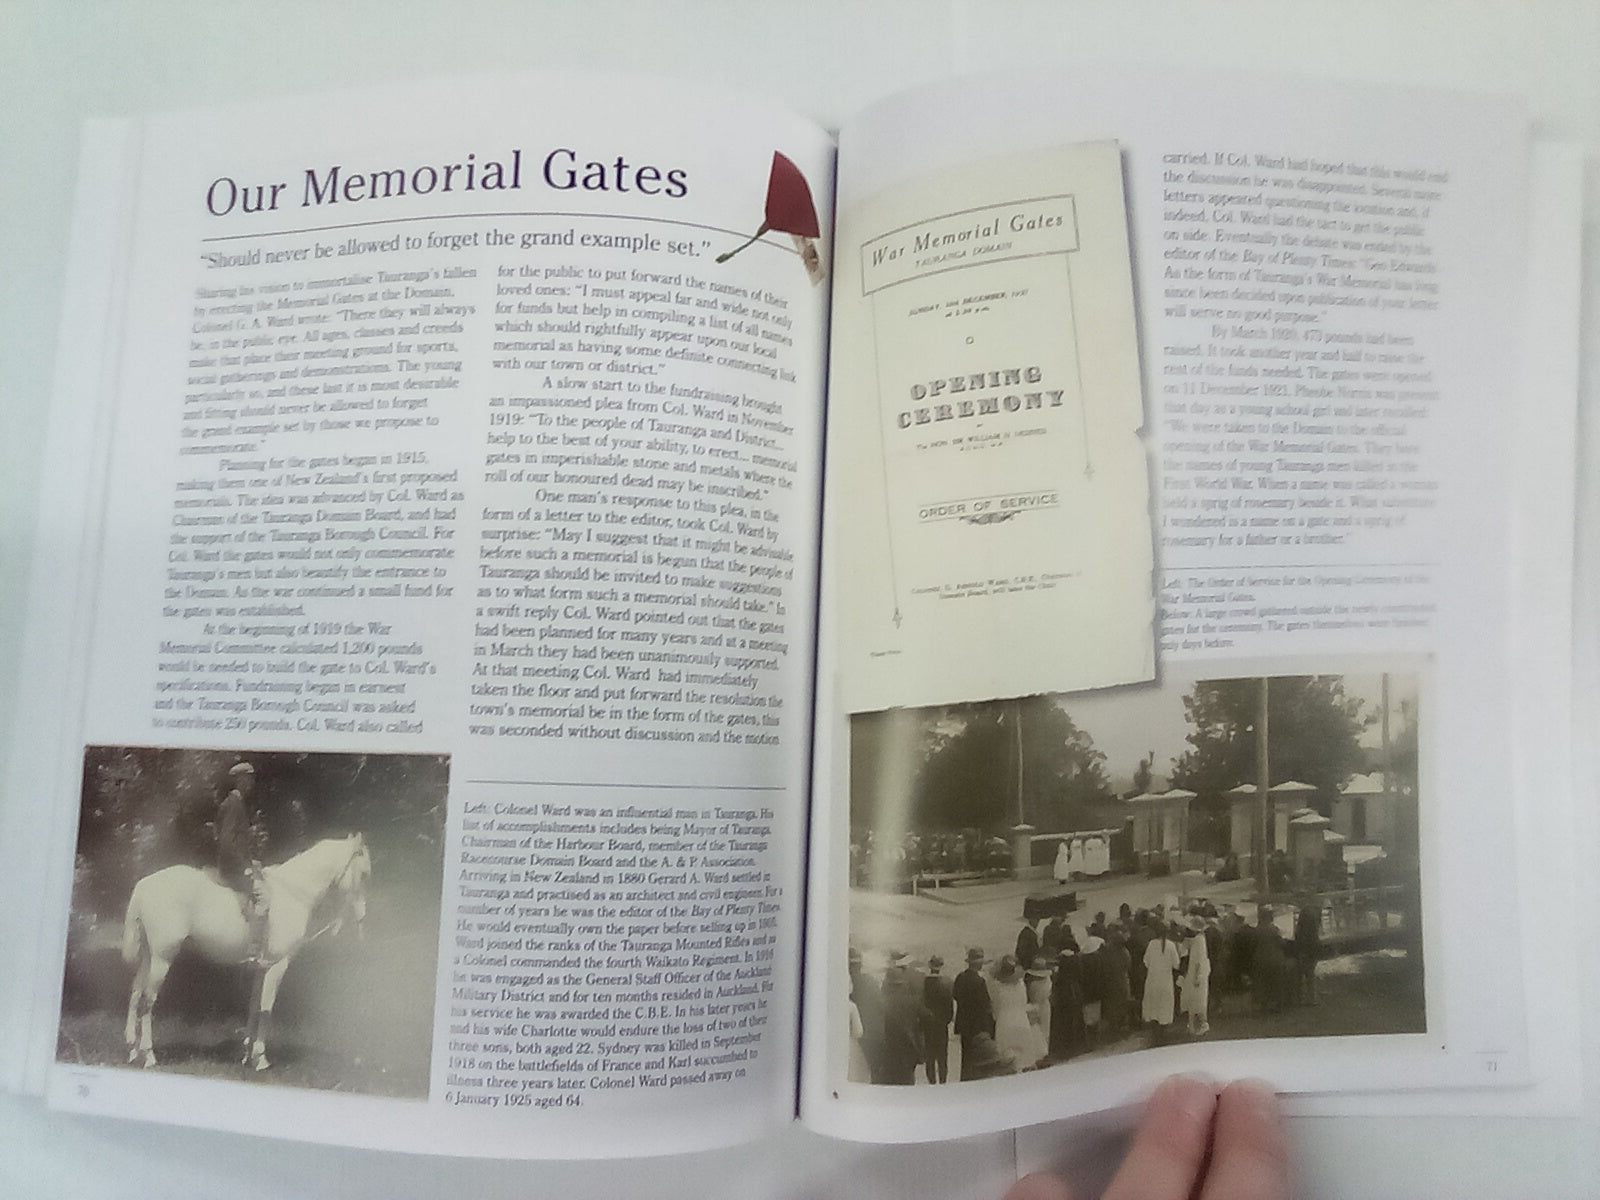 Our Memorial Gates
"Should never be allowed to forget the grand example set."
Sharing his vision to immortalise Tauranga's fallen
by erecting the Memorial Gates at the Domain,
Colonel G. A. Ward wrote: "There they will always
be, in the public eye. All ages, classes and creeds
make that place their meeting ground for sports,
social gatherings and demonstrations. The young
particularly so, and these last it is most desirable
and fitting should never be allowed to forget
the grand example set by those we propose to
commemorate."
Planning for the gates began in 1915,
making them one of New Zealand's first proposed
memorials. The idea was advanced by Col. Ward as
Chairman of the Tauranga Domain Board, and had
the support of the Tauranga Borough Council. For
Col. Ward the gates would not only commemorate
Tauranga's men but also beautify the entrance to
the Domain. As the war continued a small fund for
the gates was established.
At the beginning of 1919 the War
Memorial Committee calculated 1,200 pounds
would be needed to build the gate to Col. Ward's
specifications. Fundraising began in earnest
and the Tauranga Borough Council was asked
to contribute 250 pounds. Col. Ward also called
for the public to put forward the names of their
loved ones: "I must appeal far and wide not only
for funds but help in compiling a list of all names
which should rightfully appear upon our local
memorial as having some definite connecting link
with our town or district."
A slow start to the fundraising brought
an impassioned plea from Col. Ward in November
1919: "To the people of Tauranga and District...
help to the best of your ability, to erect... memorial
gates in imperishable stone and metals where the
roll of our honoured dead may be inscribed."
One man's response to this plea, in the
form of a letter to the editor, took Col. Ward by
surprise: "May I suggest that it might be advisable
before such a memorial is begun that the people of
Tauranga should be invited to make suggestions
as to what form such a memorial should take." In
a swift reply Col. Ward pointed out that the gates
had been planned for many years and at a meeting
in March they had been unanimously supported.
At that meeting Col. Ward had immediately
taken the floor and put forward the resolution the
town's memorial be in the form of the gates, this
was seconded without discussion and the motion
Left: Colonel Ward was an influential man in Tauranga. His
list of accomplishments includes being Mayor of Tauranga,
Chairman of the Harbour Board, member of the Tauranga
Racecourse Domain Board and the A. & P. Association.
Arriving in New Zealand in 1880 Gerard A. Ward settled in
Tauranga and practised as an architect and civil engineer. For a
number of years he was the editor of the Bay of Plenty Times.
He would eventually own the paper before selling up in
Ward joined the ranks of the Tauranga Mounted Rifles and as
a Colonel commanded the fourth Waikato Regiment. In 1916
he was engaged as the General Staff Officer of the Auckland
Military District and for ten months resided in Auckland. For
his service he was awarded the C.B.E. In his later years he
and his wife Charlotte would endure the loss of two of their
three sons, both aged 22. Sydney was killed in September
1918 on the battlefields of France and Karl succumbed to
illness three years later. Colonel Ward passed away on
6 January 1925 aged 64.
70
War Memorial Gates
TAURANGA DOMAIN
SUNDAY, DECEMBER,
OPENING
CEREMONY
ORDER OF SERVICE
carried. If Col. Ward had hoped that this would end
the discussion he was disappointed. Several more
letters appeared questioning the location and, if
indeed, Col. Ward had the tact to get the public
on side. Eventually the debate was ended by the
editor of the Bay of Plenty Times: "Geo Edwards-
As the form of Tauranga's War Memorial has long
since been decided upon publication of your letter
will serve no good purpose."
By March 1920, 473 pounds had been
raised. It took another year and half to raise the
rest of the funds needed. The gates were opened
on 11 December 1921. Phoebe Norris was present
that day as a young school girl and later recalled:
"We were taken to the Domain to the official
opening of the War Memorial Gates. They bore
the names of young Tauranga men killed in the
First World War. When a name was called a woman
held a sprig of rosemary beside it. What substitute
I wondered is a name on a gate and a sprig of
rosemary for a father or a brother."
Left: The Order of Service for the Opening Ceremony of the
War Memorial Gates.
Below: A large crowd gathered outside the newly constructed
gates for the ceremony. The gates themselves were finished
only days before.
71